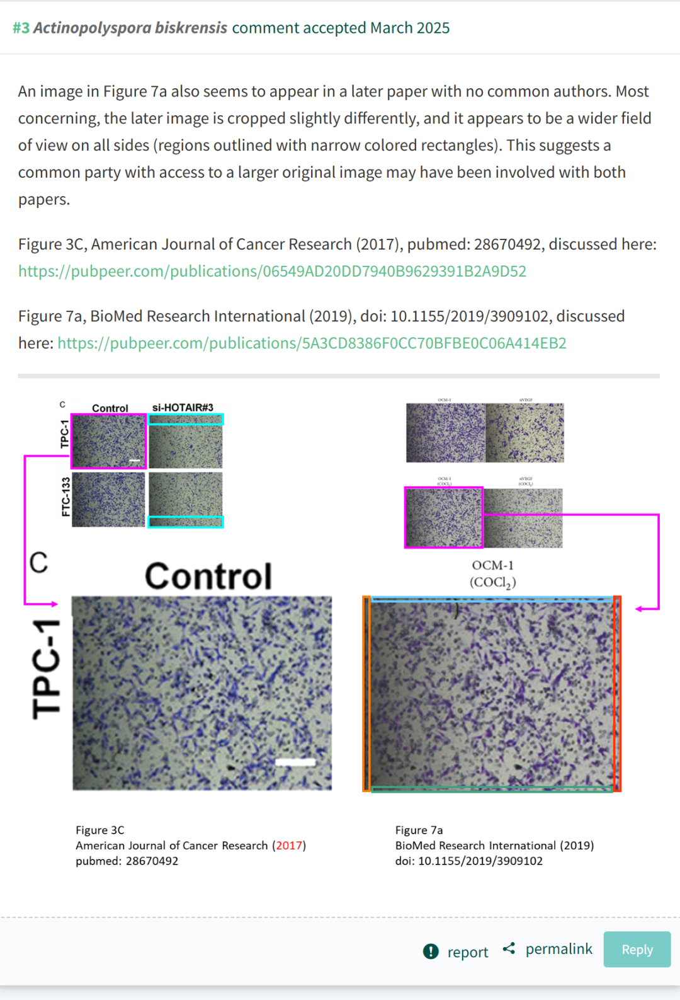 #3 Actinopolyspora biskrensis comment accepted March 2025
An image in Figure 7a also seems to appear in a later paper with no common authors. Most
concerning, the later image is cropped slightly differently, and it appears to be a wider field
of view on all sides (regions outlined with narrow colored rectangles). This suggests a
common party with access to a larger original image may have been involved with both
papers.
Figure 3C, American Journal of Cancer Research (2017), pubmed: 28670492, discussed here:
https://pubpeer.com/publications/06549AD20DD7940B9629391B2A9D52
Figure 7a, BioMed Research International (2019), doi: 10.1155/2019/3909102, discussed
here: https://pubpeer.com/publications/5A3CD8386F0CC70BFBE0C06A414EB2
C
Control si-HOTAIR#3
TPC-1
FTC-133
OCM-1 siVEGF
OCM-1 siVEGF
(COCl₂) (COCl₂)
C
Control
TPC-1
OCM-1
(COCl₂)
Figure 3C
American Journal of Cancer Research (2017)
pubmed: 28670492
Figure 7a
BioMed Research International (2019)
doi: 10.1155/2019/3909102
report permalink Reply